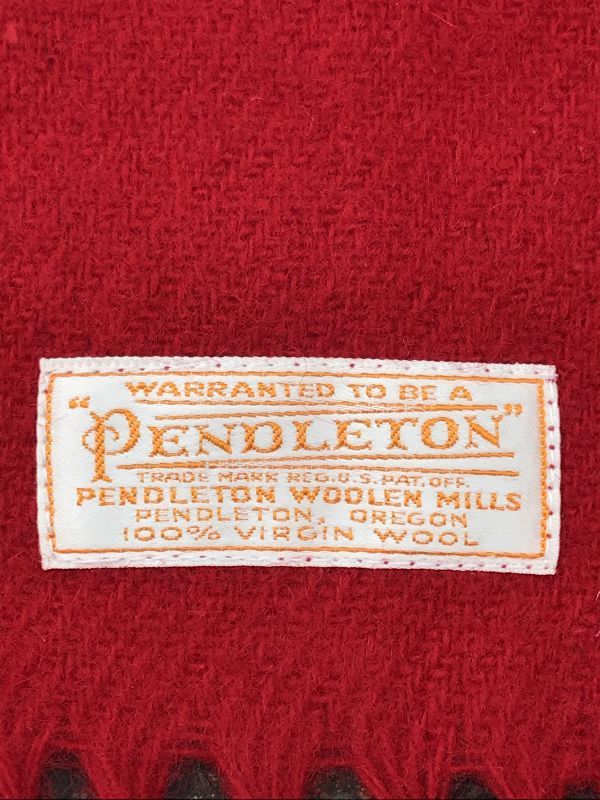 WARRANTED TO BE A
"PENDLETON"
TRADE MARK REG.U.S.PAT.OFF.
PENDLETON WOOLEN MILLS
PENDLETON, OREGON
100% VIRGIN WOOL